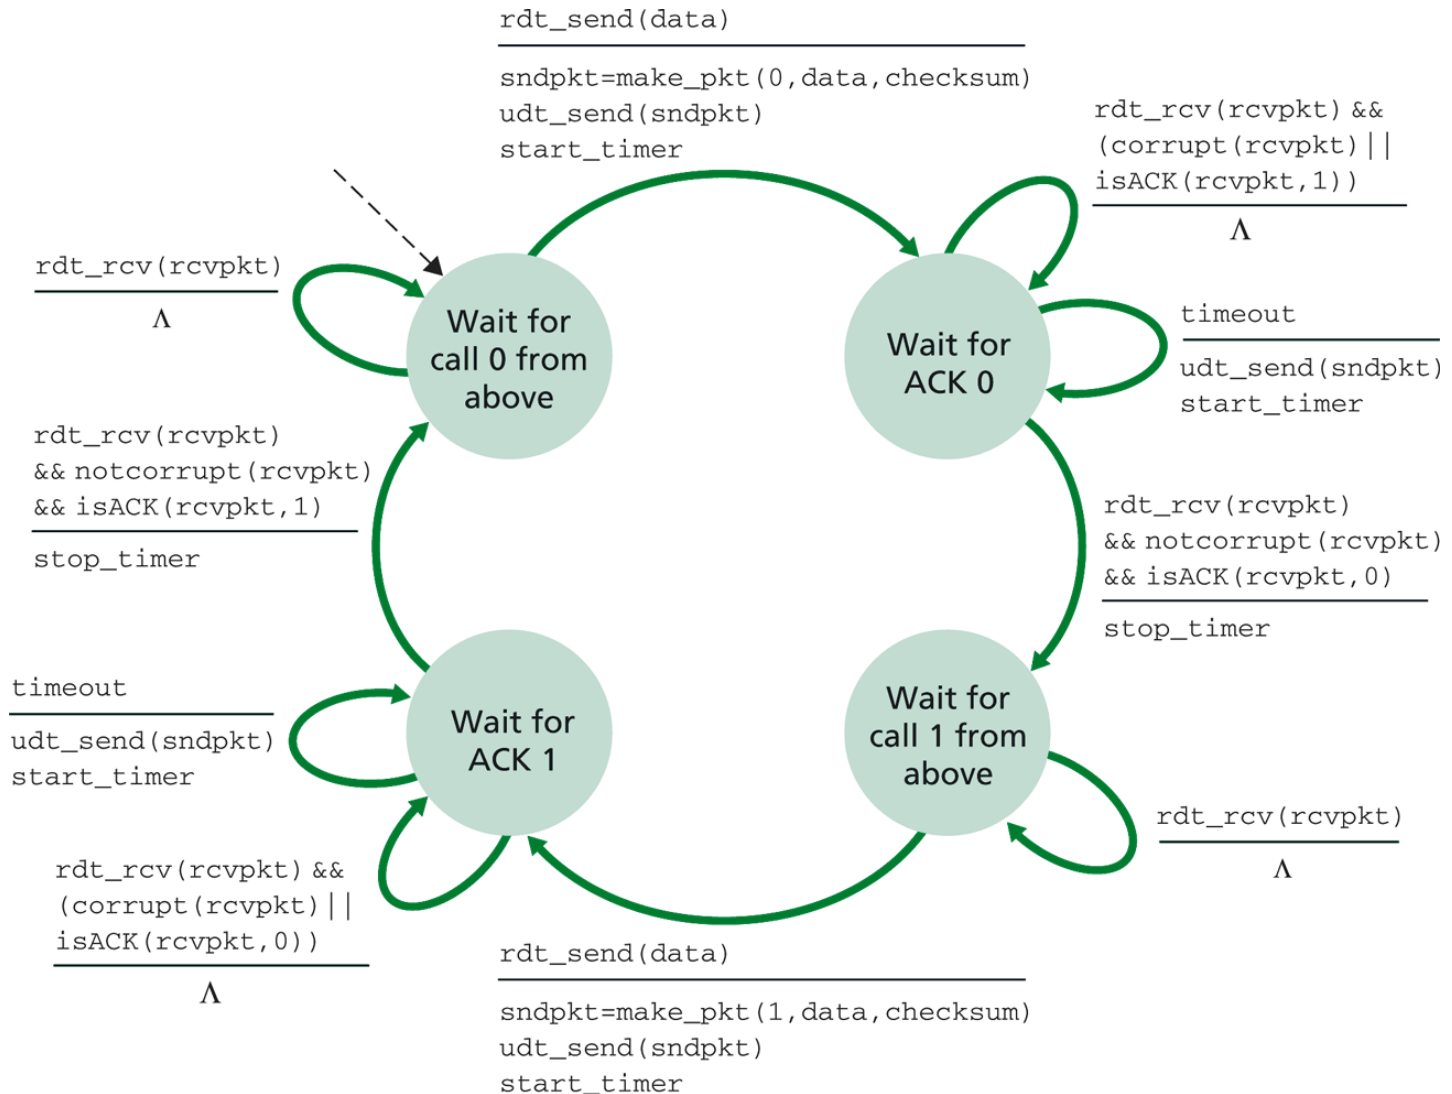 rdt_send(data)
sndpkt=make_pkt(0,data,checksum)
udt_send(sndpkt)
start_timer
rdt_rcv(rcvpkt) &&
(corrupt(rcvpkt)||
isACK(rcvpkt,1))
Λ
rdt_rcv(rcvpkt)
Λ
Wait for
call 0 from
above
Wait for
ACK 0
timeout
udt_send(sndpkt)
start_timer
rdt_rcv(rcvpkt)
&& notcorrupt(rcvpkt)
&& isACK(rcvpkt,1)
stop_timer
rdt_rcv(rcvpkt)
&& notcorrupt(rcvpkt)
&& isACK(rcvpkt,0)
stop_timer
timeout
udt_send(sndpkt)
start_timer
Wait for
ACK 1
Wait for
call 1 from
above
rdt_rcv(rcvpkt)
Λ
rdt_rcv(rcvpkt) &&
(corrupt(rcvpkt)||
isACK(rcvpkt,0))
Λ
rdt_send(data)
sndpkt=make_pkt(1,data,checksum)
udt_send(sndpkt)
start_timer